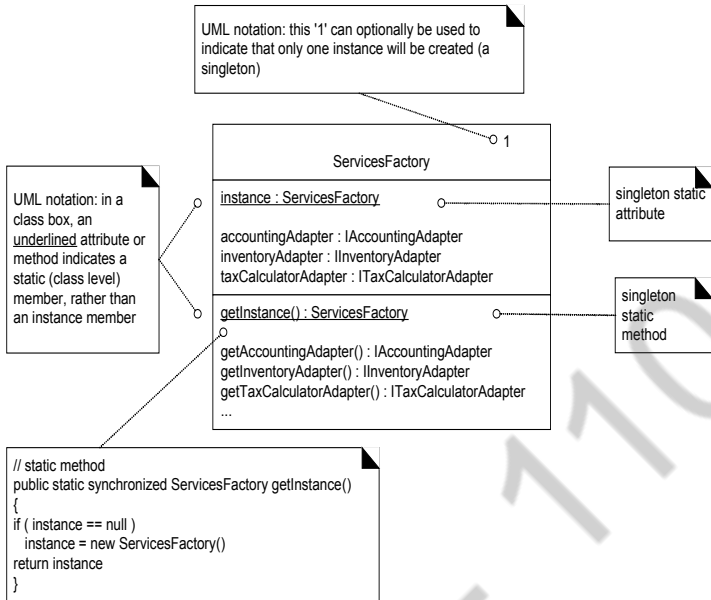 UML notation: this '1' can optionally be used to
indicate that only one instance will be created (a
singleton)
1
ServicesFactory
UML notation: in a
class box, an
underlined attribute or
method indicates a
static (class level)
member, rather than
an instance member
instance : ServicesFactory
accountingAdapter : IAccountingAdapter
inventoryAdapter : IInventoryAdapter
taxCalculatorAdapter : ITaxCalculatorAdapter
singleton static
attribute
getInstance() : ServicesFactory
getAccountingAdapter() : IAccountingAdapter
getInventoryAdapter() : IInventoryAdapter
getTaxCalculatorAdapter() : ITaxCalculatorAdapter
...
singleton
static
method
// static method
public static synchronized ServicesFactory getInstance()
{
if ( instance == null )
instance = new ServicesFactory()
return instance
}
110